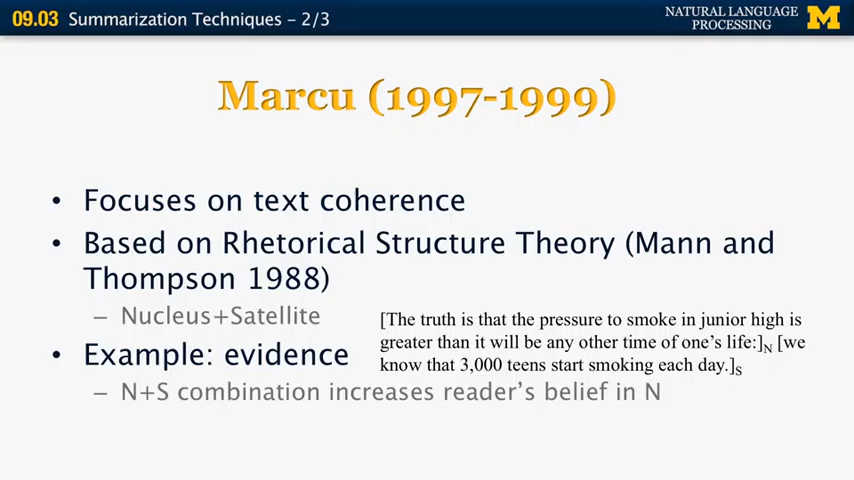 09.03 Summarization Techniques – 2/3
NATURAL LANGUAGE
PROCESSING
M
Marcu (1997-1999)
• Focuses on text coherence
• Based on Rhetorical Structure Theory (Mann and
Thompson 1988)
– Nucleus+Satellite
• Example: evidence
[The truth is that the pressure to smoke in junior high is
greater than it will be any other time of one's life:]N [we
know that 3,000 teens start smoking each day.]S
– N+S combination increases reader's belief in N